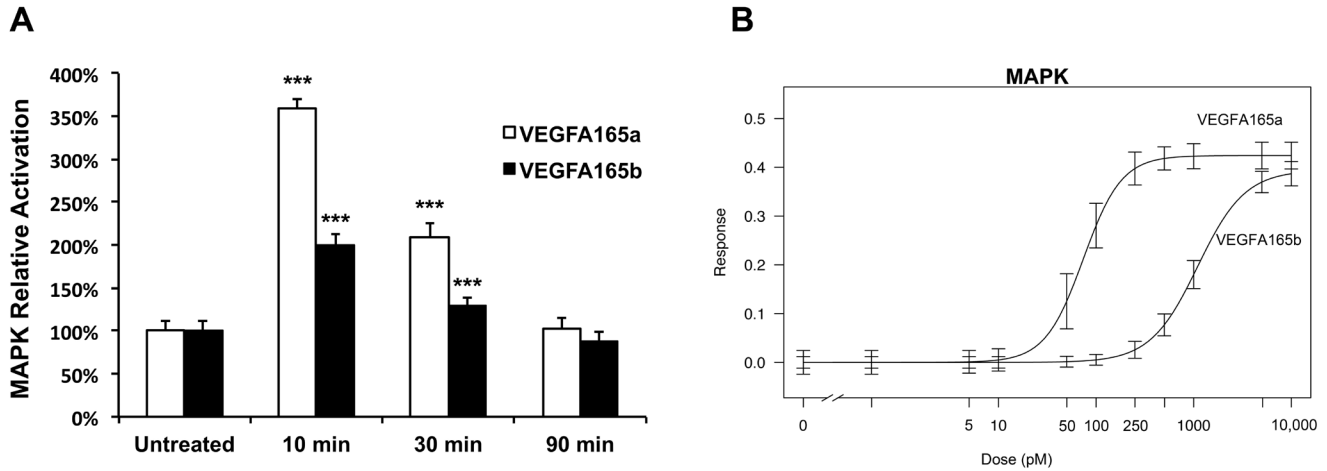 A
MAPK Relative Activation
400%
350%
300%
250%
200%
150%
100%
50%
0%
***
***
***
***
VEGFA165a
VEGFA165b
Untreated 10 min 30 min 90 min
B
MAPK
Response
0.5
0.4
0.3
0.2
0.1
0.0
VEGFA165a
VEGFA165b
0 5 10 50 100 250 1000 10,000
Dose (pM)